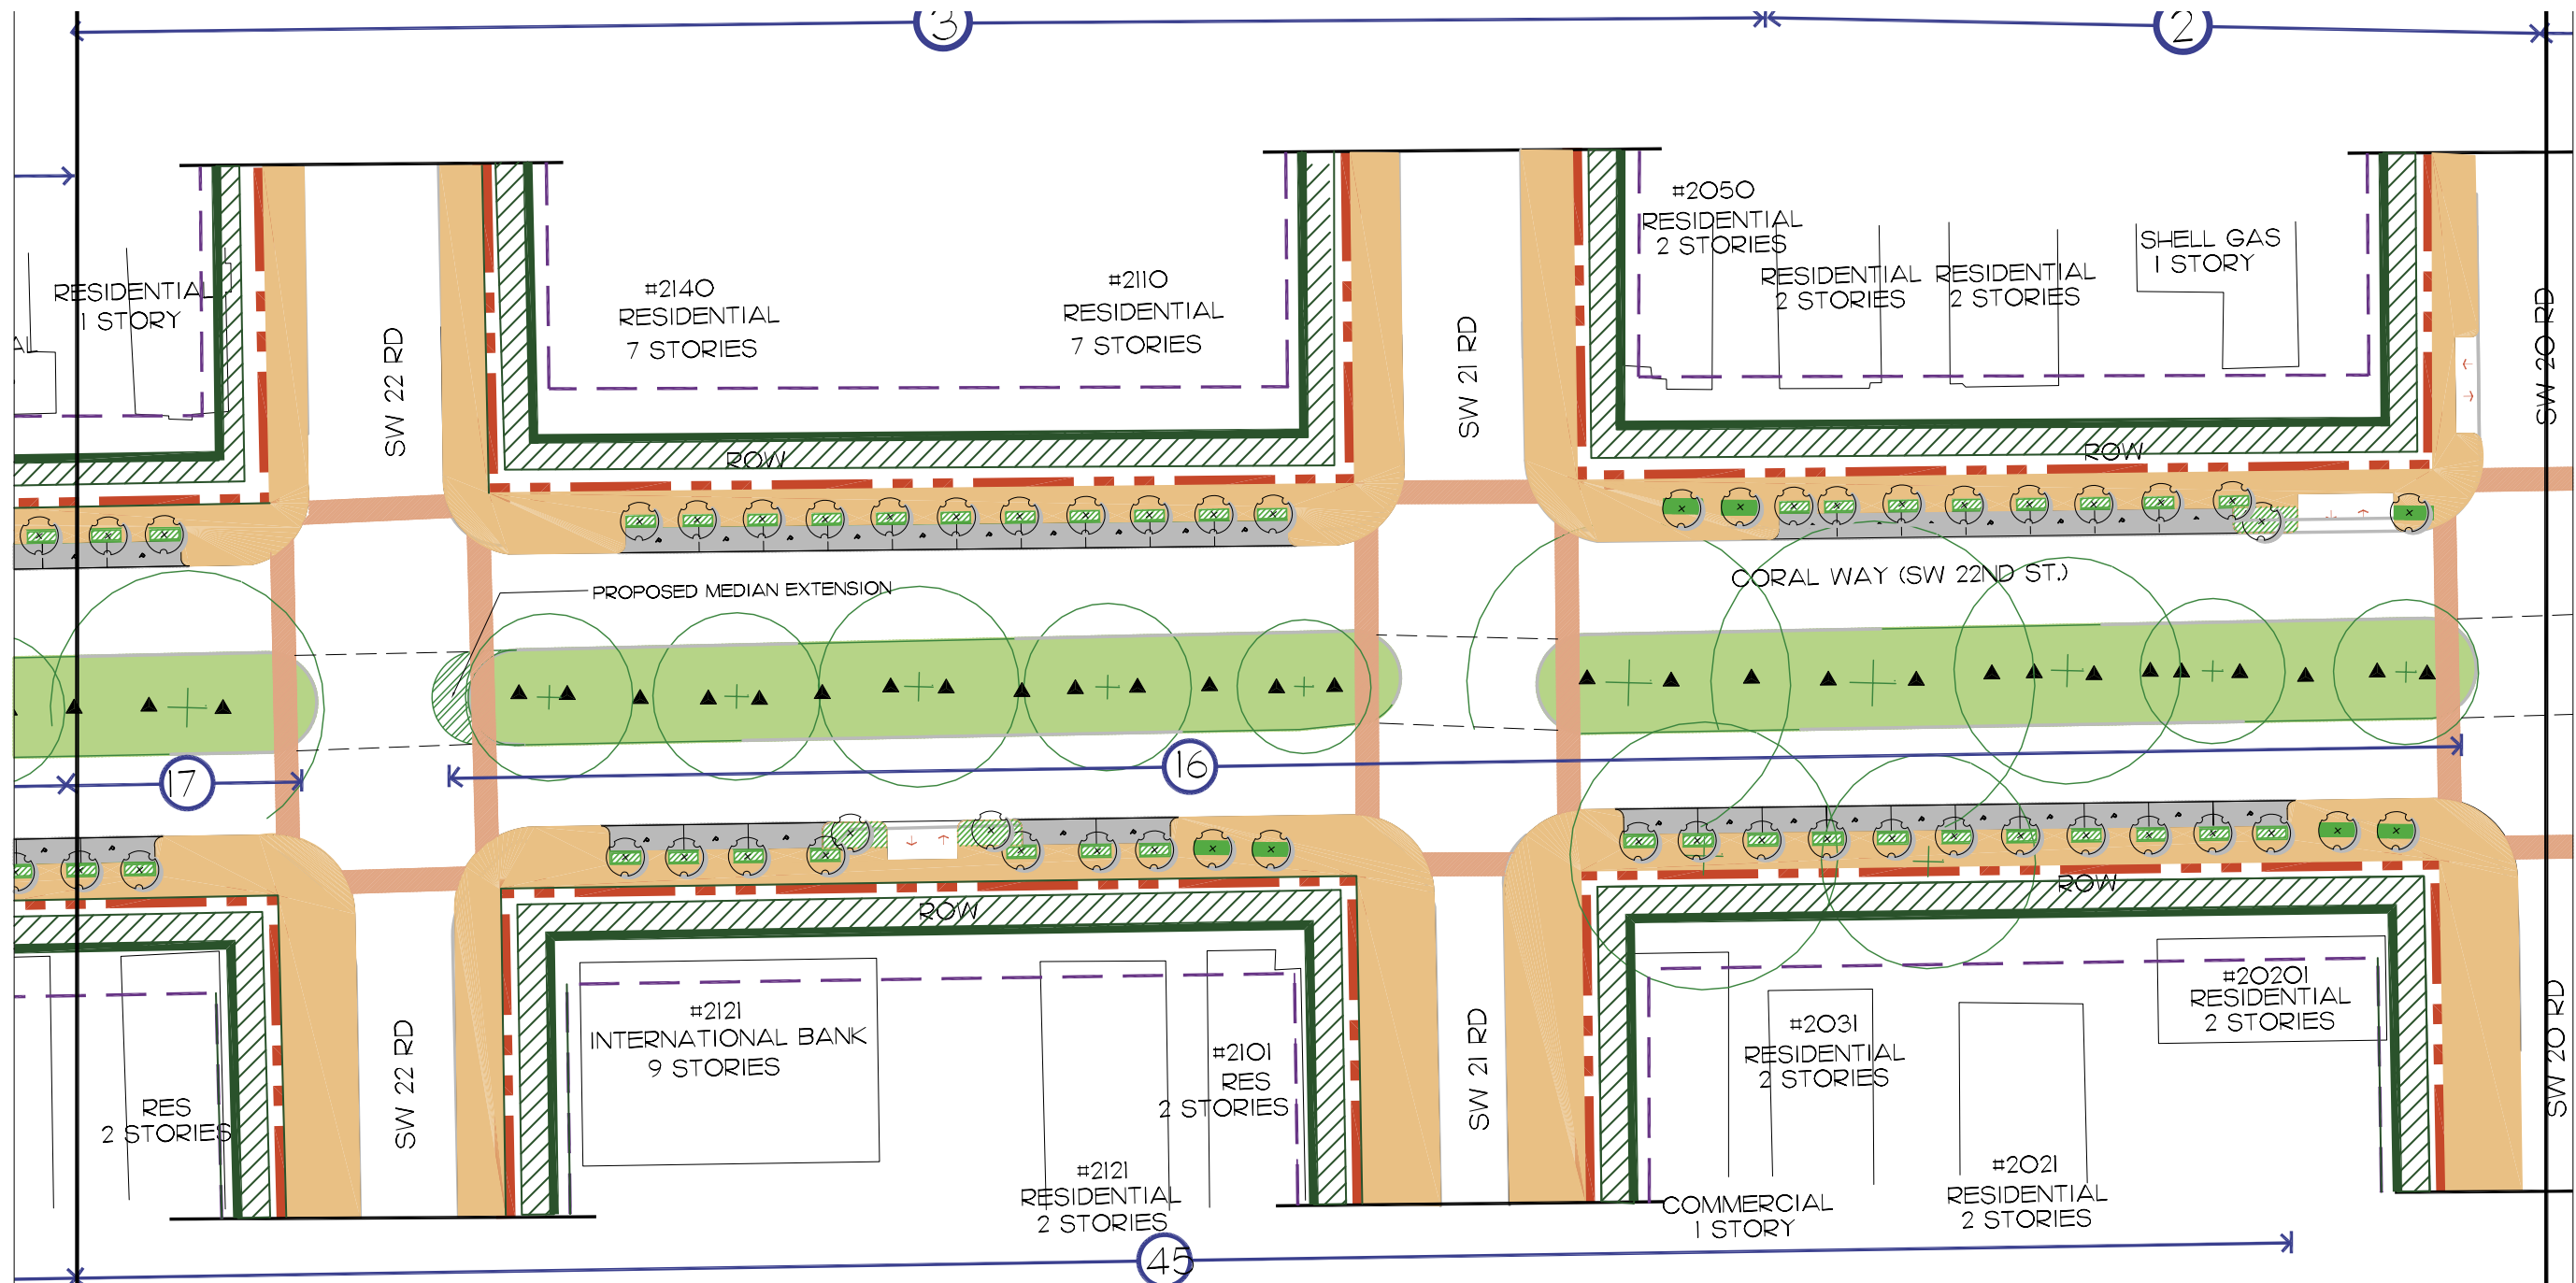 3
2
#2050
RESIDENTIAL
2 STORIES
SHELL GAS
1 STORY
RESIDENTIAL
2 STORIES
RESIDENTIAL
2 STORIES
RESIDENTIAL
1 STORY
AL
#2140
RESIDENTIAL
7 STORIES
#2110
RESIDENTIAL
7 STORIES
SW 22 RD
SW 21 RD
SW 20 RD
ROW
ROW
PROPOSED MEDIAN EXTENSION
CORAL WAY (SW 22ND ST.)
17
16
ROW
ROW
#2121
INTERNATIONAL BANK
9 STORIES
#2101
RES
2 STORIES
#2031
RESIDENTIAL
2 STORIES
#20201
RESIDENTIAL
2 STORIES
SW 22 RD
SW 21 RD
SW 20 RD
RES
2 STORIES
#2121
RESIDENTIAL
2 STORIES
COMMERCIAL
1 STORY
#2021
RESIDENTIAL
2 STORIES
45